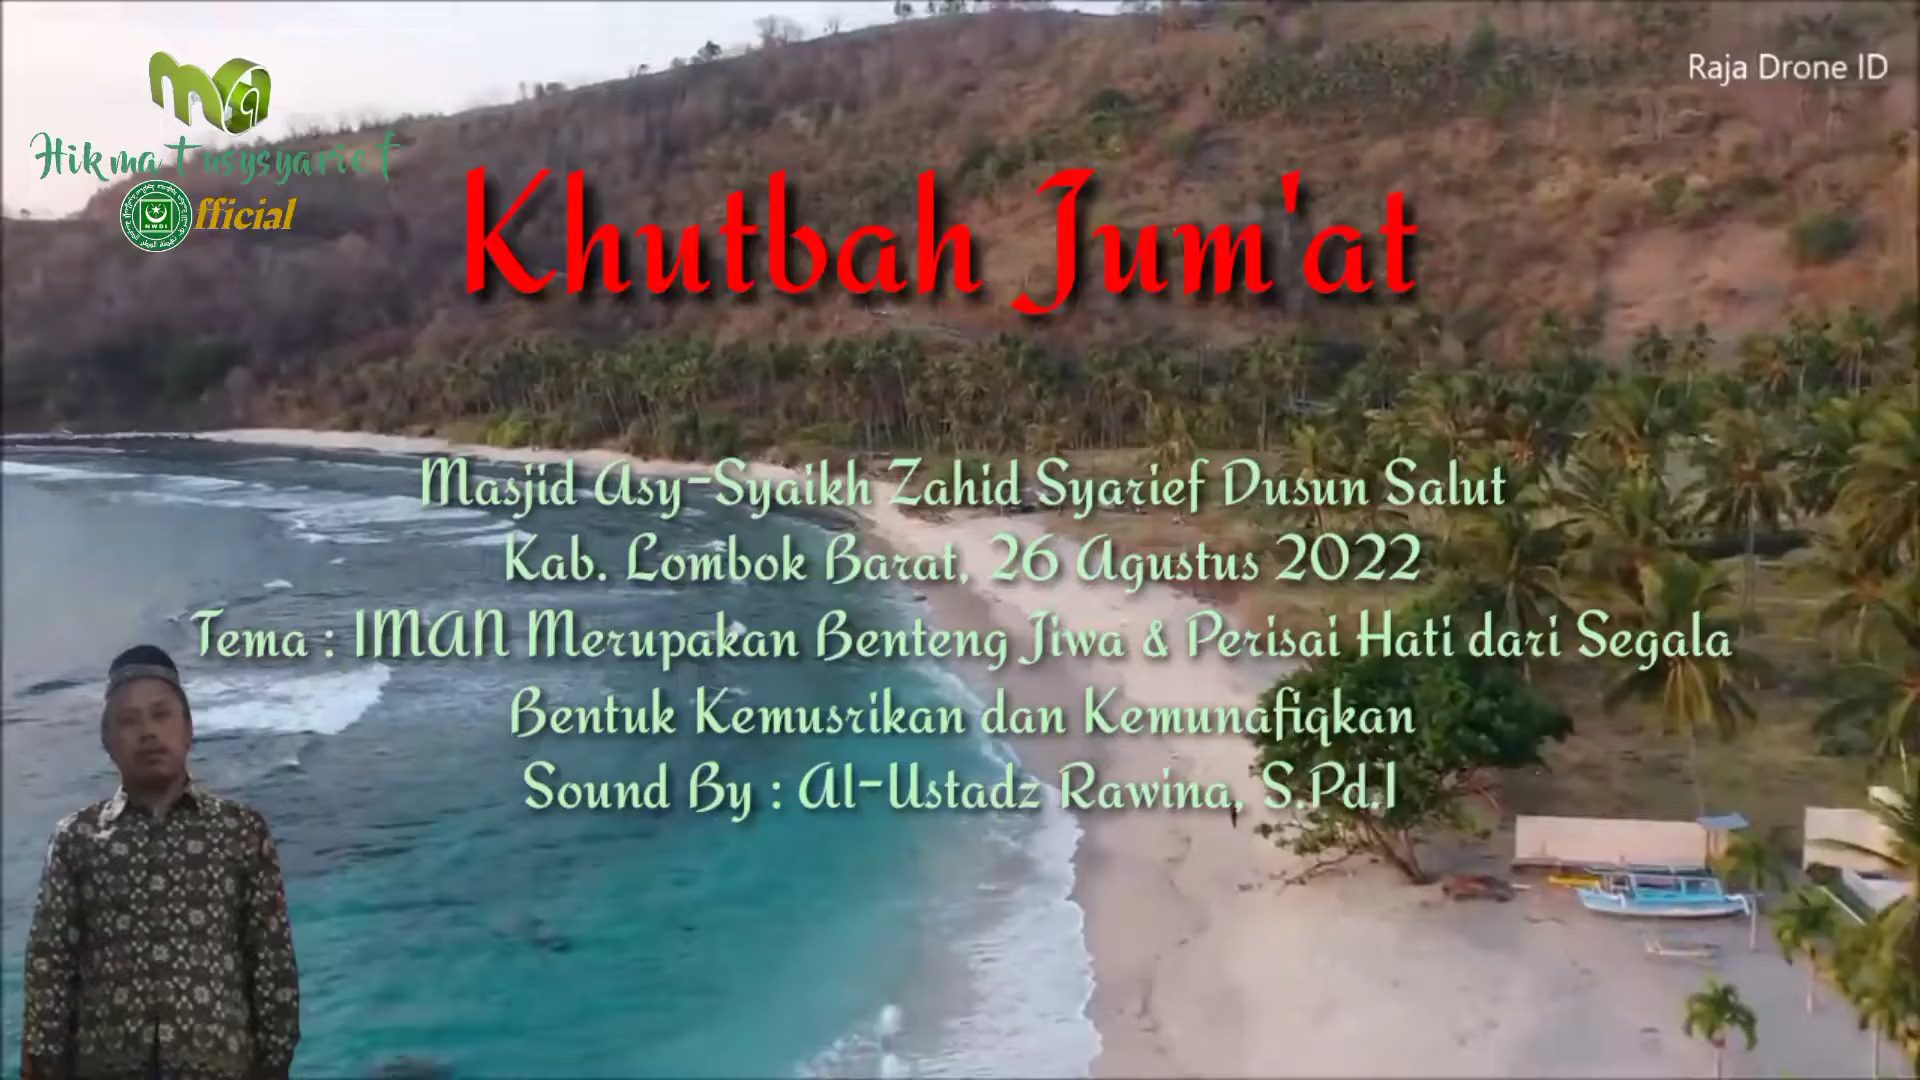 Raja Drone ID
ma
Hikmatusysyarief
NWDI
fficial
Khutbah Jum'at
Masjid Asy-Syaikh Zahid Syarief Dusun Salut
Kab. Lombok Barat, 26 Agustus 2022
Tema : IMAN Merupakan Benteng Jiwa & Perisai Hati dari Segala
Bentuk Kemusrikan dan Kemunafiqkan
Sound By : Al-Ustadz Rawina, S.Pd.I